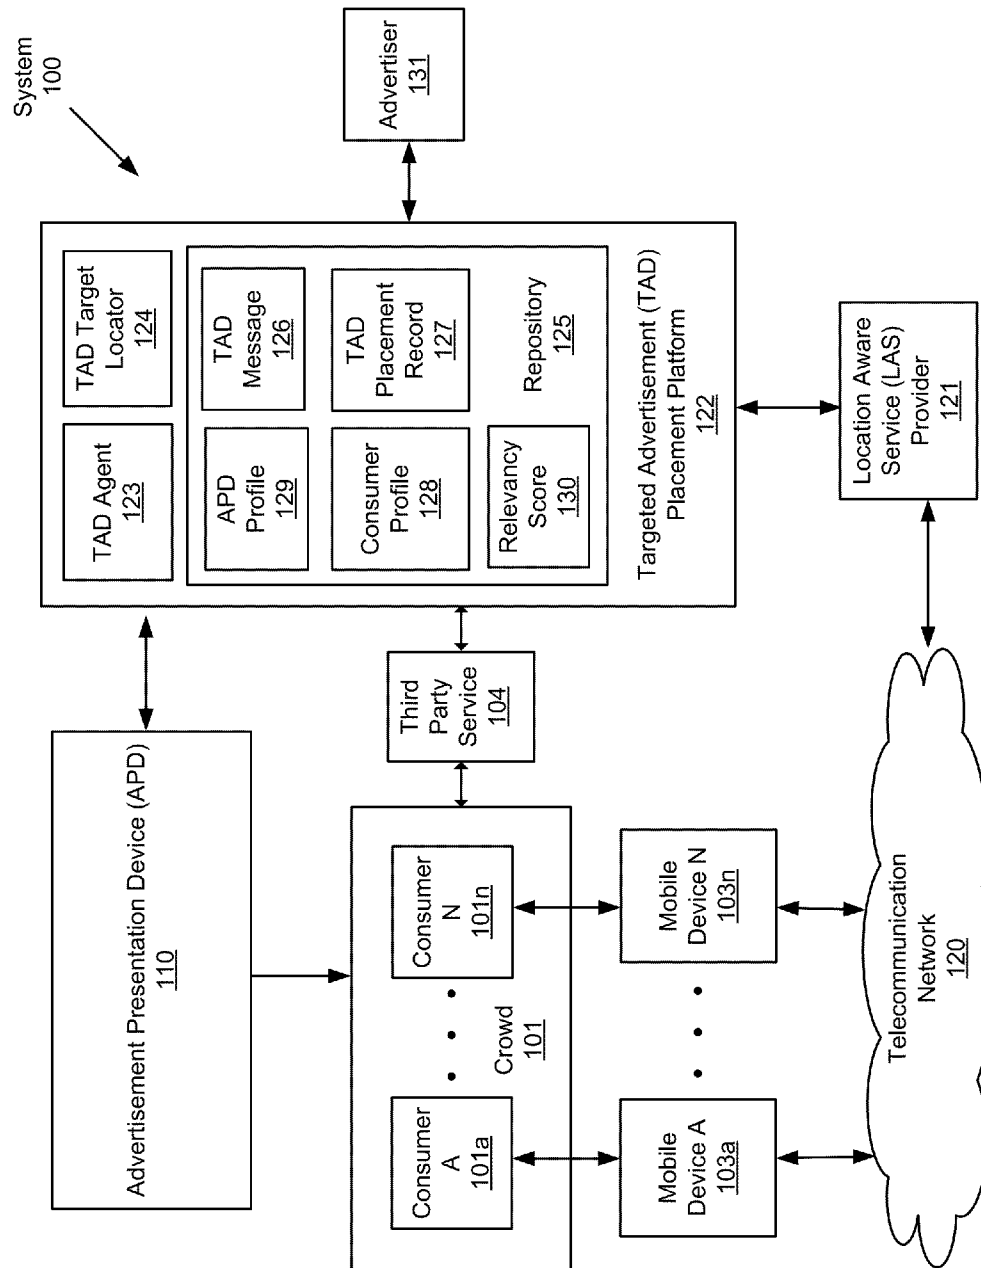 System
100
Advertisement Presentation Device (APD)
110
TAD Agent
123
TAD Target
Locator
124
APD
Profile
129
TAD
Message
126
Consumer
Profile
128
TAD
Placement
Record
127
Relevancy
Score
130
Repository
125
Targeted Advertisement (TAD)
Placement Platform
122
Advertiser
131
Third
Party
Service
104
Consumer
A
101a
Consumer
N
101n
Crowd
101
Mobile
Device A
103a
Mobile
Device N
103n
Telecommunication
Network
120
Location Aware
Service (LAS)
Provider
121